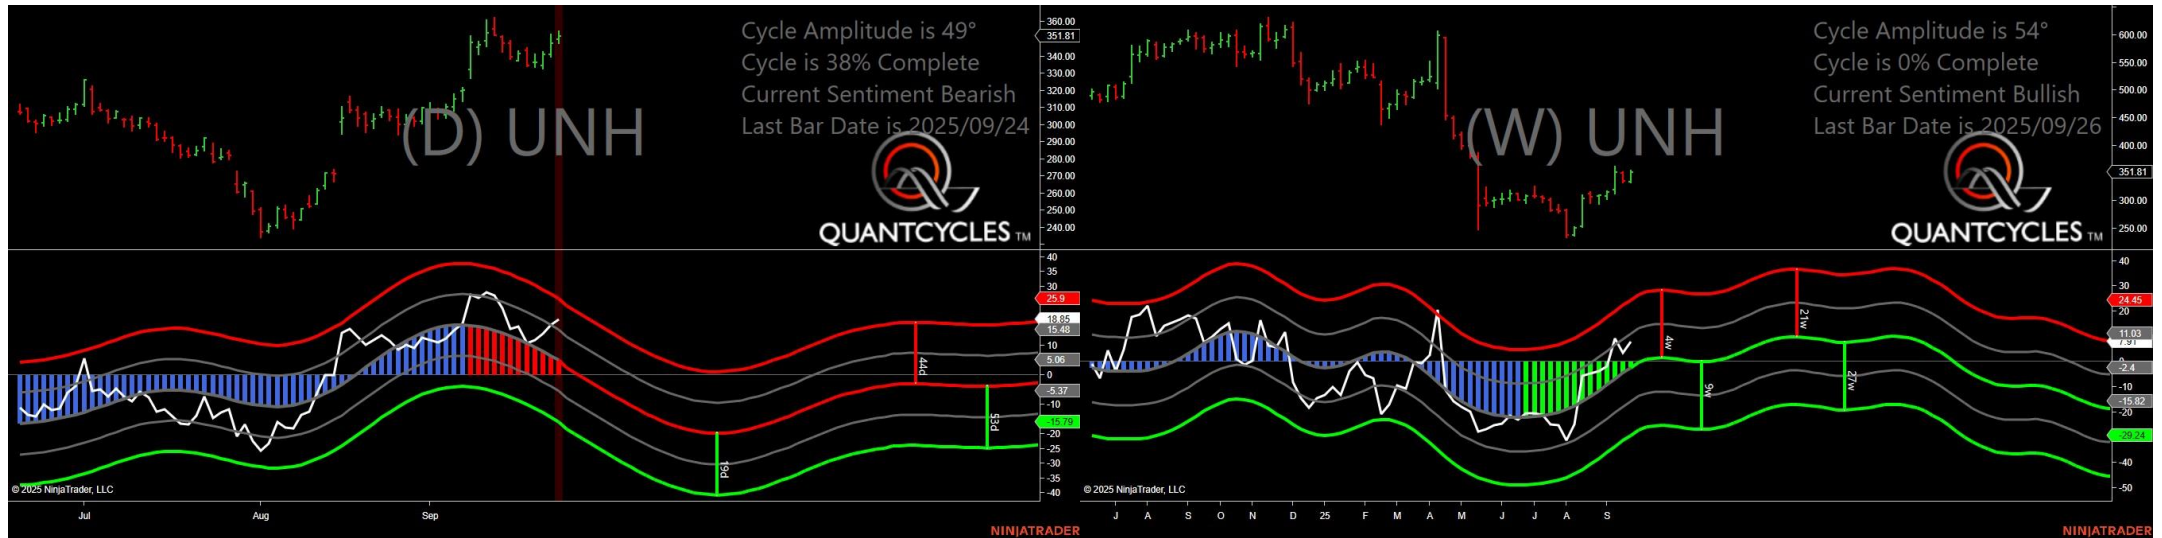 Cycle Amplitude is 49°
Cycle is 38% Complete
Current Sentiment Bearish
Last Bar Date is 2025/09/24
(D) UNH
QUANTCYCLES TM
360.00
351.81
340.00
330.00
320.00
310.00
300.00
290.00
280.00
270.00
260.00
250.00
240.00
40
35
30
25.9
18.85
15.48
10
5.06
0
-5.37
-10
-15.79
-20
-25
-30
-35
-40
44d
53d
19d
© 2025 NinjaTrader, LLC
Jul Aug Sep
NINJATRADER
Cycle Amplitude is 54°
Cycle is 0% Complete
Current Sentiment Bullish
Last Bar Date is 2025/09/26
(W) UNH
QUANTCYCLES TM
600.00
550.00
500.00
450.00
400.00
351.81
300.00
250.00
40
30
24.45
20
11.03
7.91
-2.4
-10
-15.82
-20
-29.24
-40
-50
4w
21w
9w
27w
© 2025 NinjaTrader, LLC
J A S O N D 25 F M A M J J A S
NINJATRADER